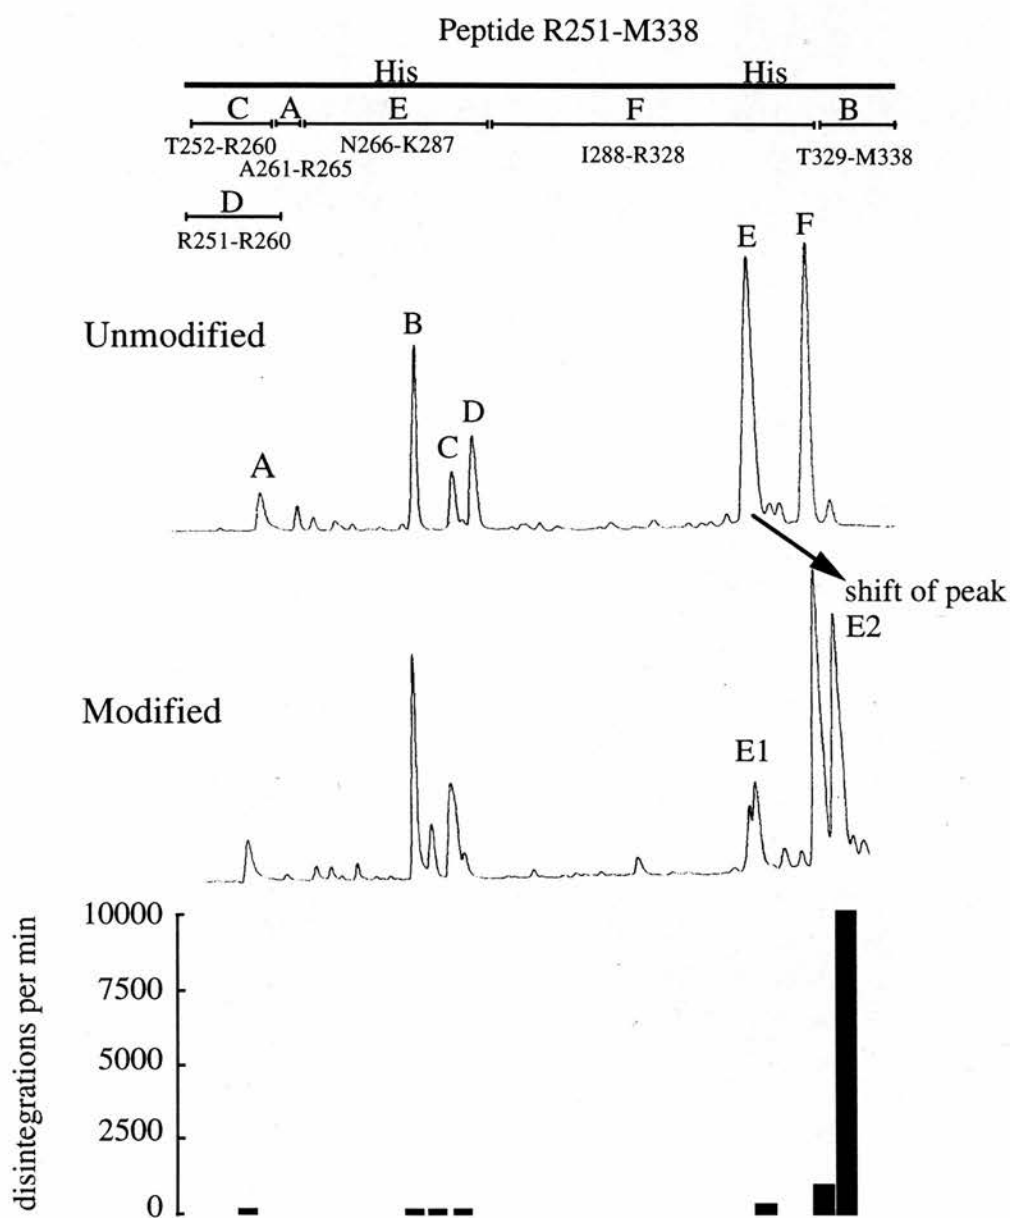 Peptide R251-M338
His His
C A E F B
T252-R260 N266-K287 I288-R328 T329-M338
A261-R265
D
R251-R260
E F
Unmodified
B
D
C
A
shift of peak
E2
Modified
E1
10000
7500
5000
2500
0
disintegrations per min